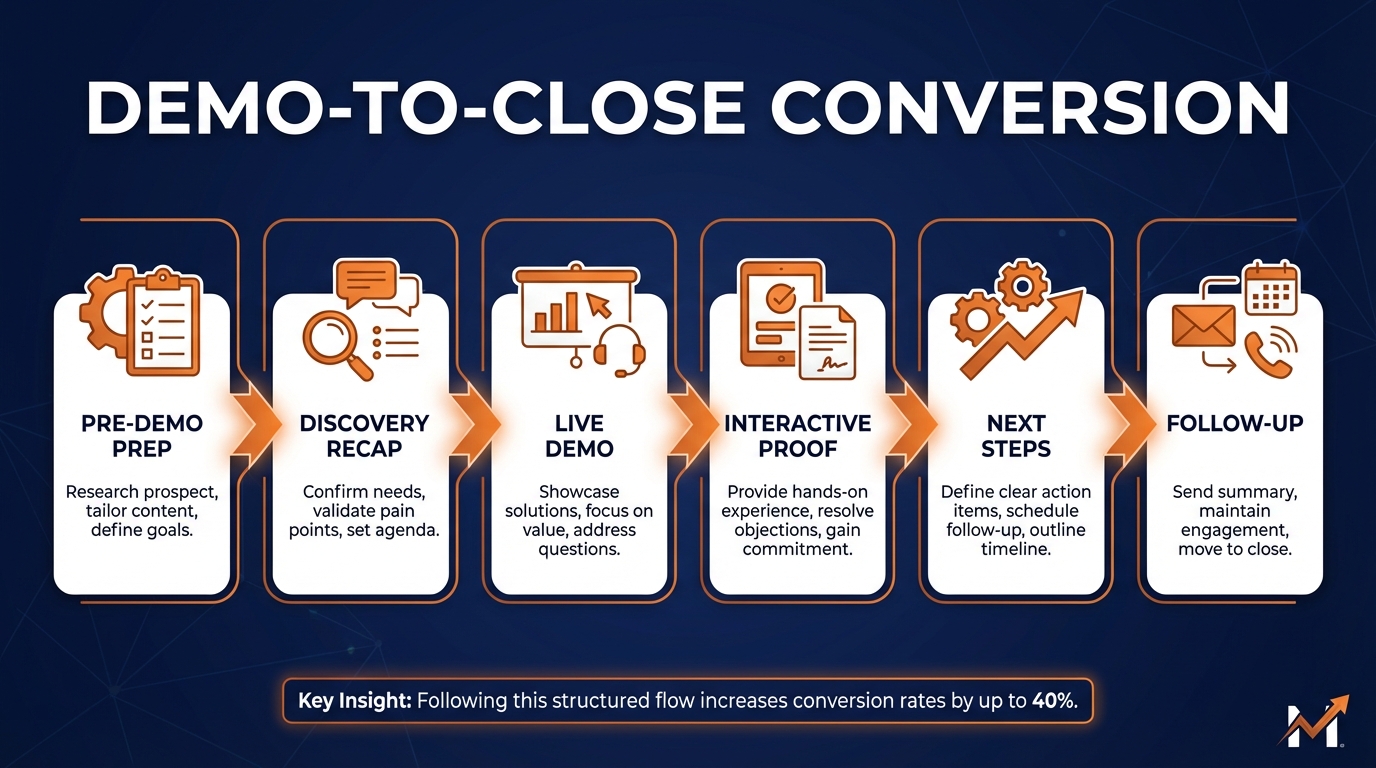 DEMO-TO-CLOSE CONVERSION
PRE-DEMO
PREP
Research prospect,
tailor content,
define goals.
DISCOVERY
RECAP
Confirm needs,
validate pain
points, set agenda.
LIVE
DEMO
Showcase
solutions, focus on
value, address
questions.
INTERACTIVE
PROOF
Provide hands-on
experience, resolve
objections, gain
commitment.
NEXT
STEPS
Define clear action
items, schedule
follow-up, outline
timeline.
FOLLOW-UP
Send summary,
maintain
engagement,
move to close.
Key Insight: Following this structured flow increases conversion rates by up to 40%.
M